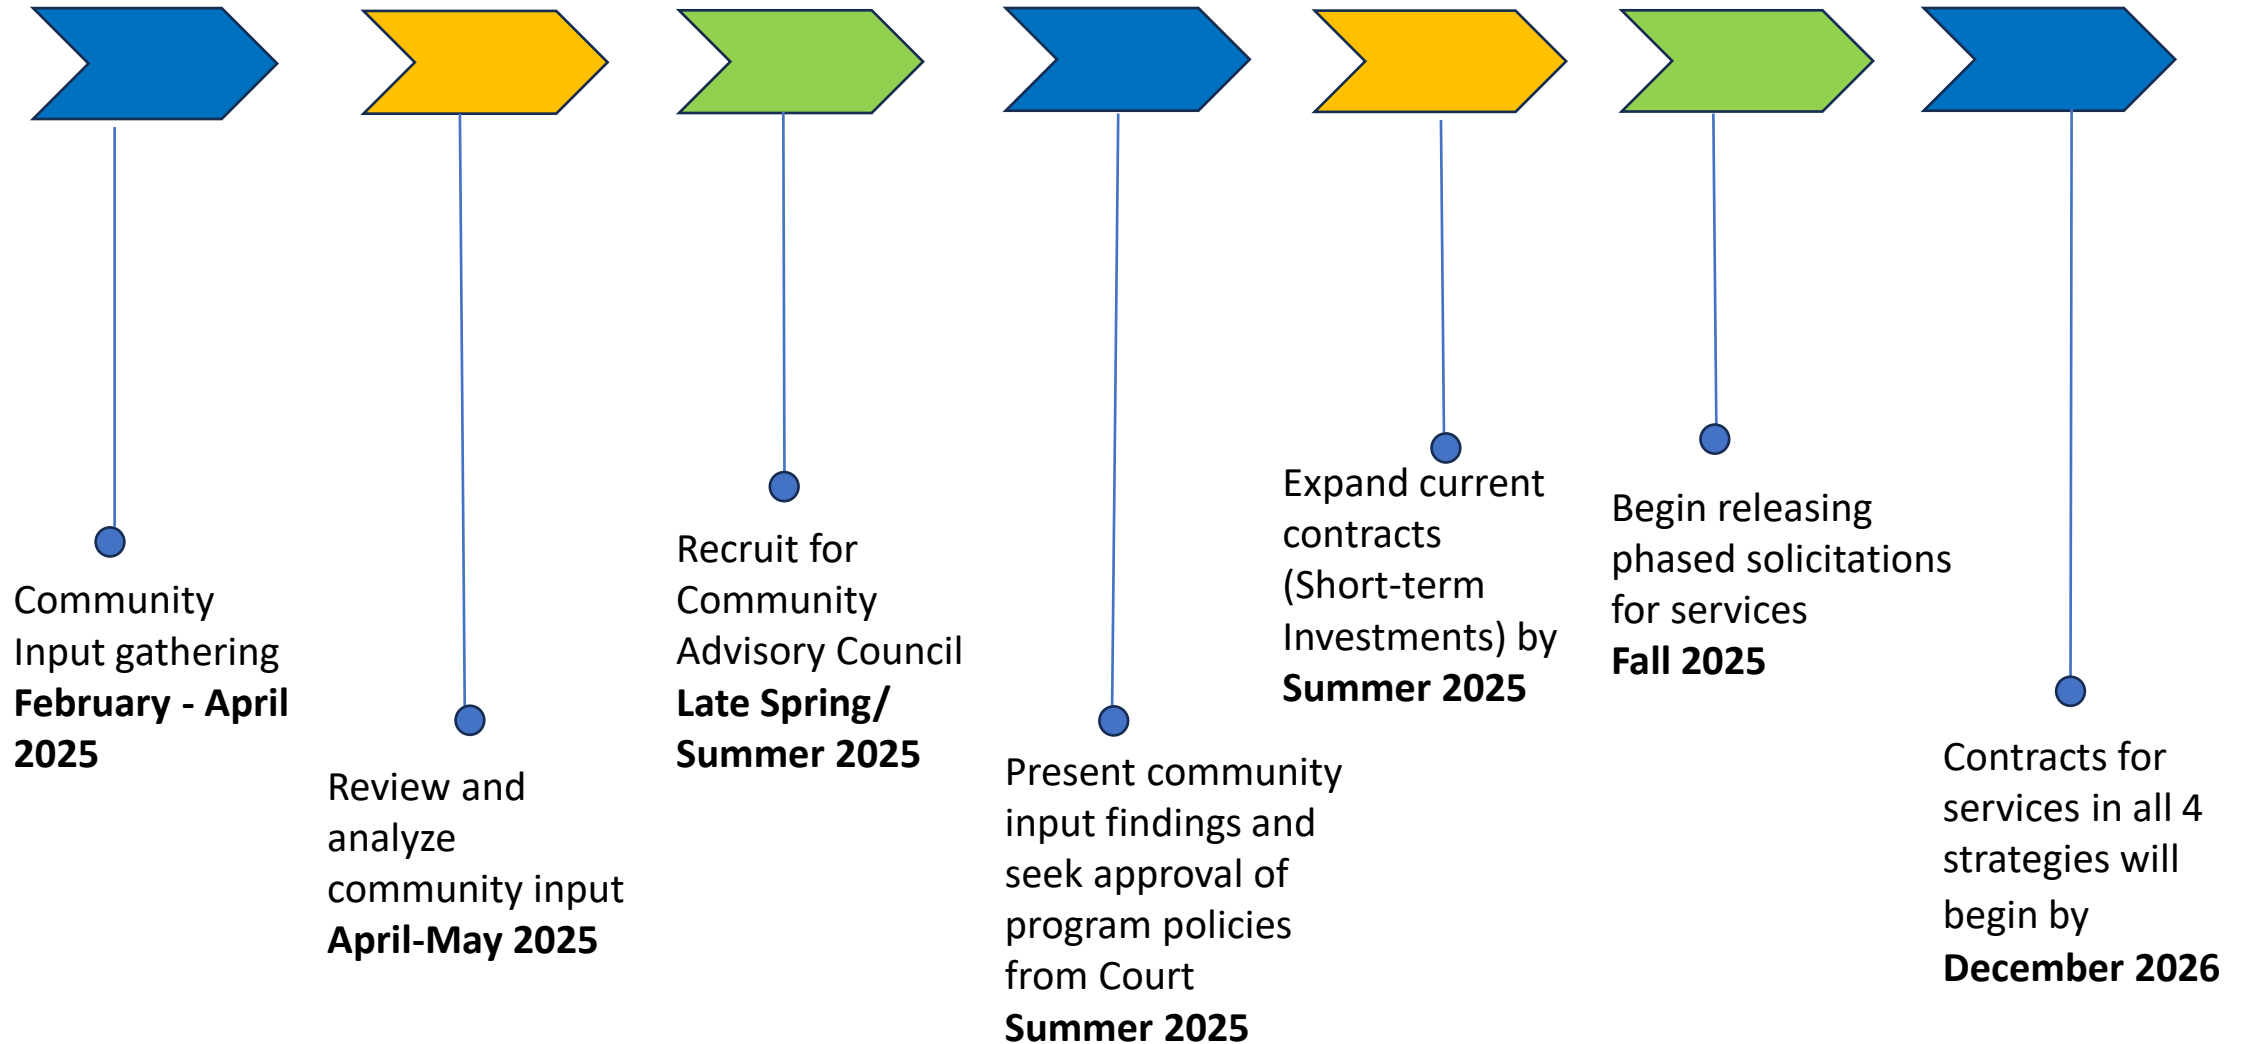 Community
Input gathering
February - April
2025
Review and
analyze
community input
April-May 2025
Recruit for
Community
Advisory Council
Late Spring/
Summer 2025
Present community
input findings and
seek approval of
program policies
from Court
Summer 2025
Expand current
contracts
(Short-term
Investments) by
Summer 2025
Begin releasing
phased solicitations
for services
Fall 2025
Contracts for
services in all 4
strategies will
begin by
December 2026